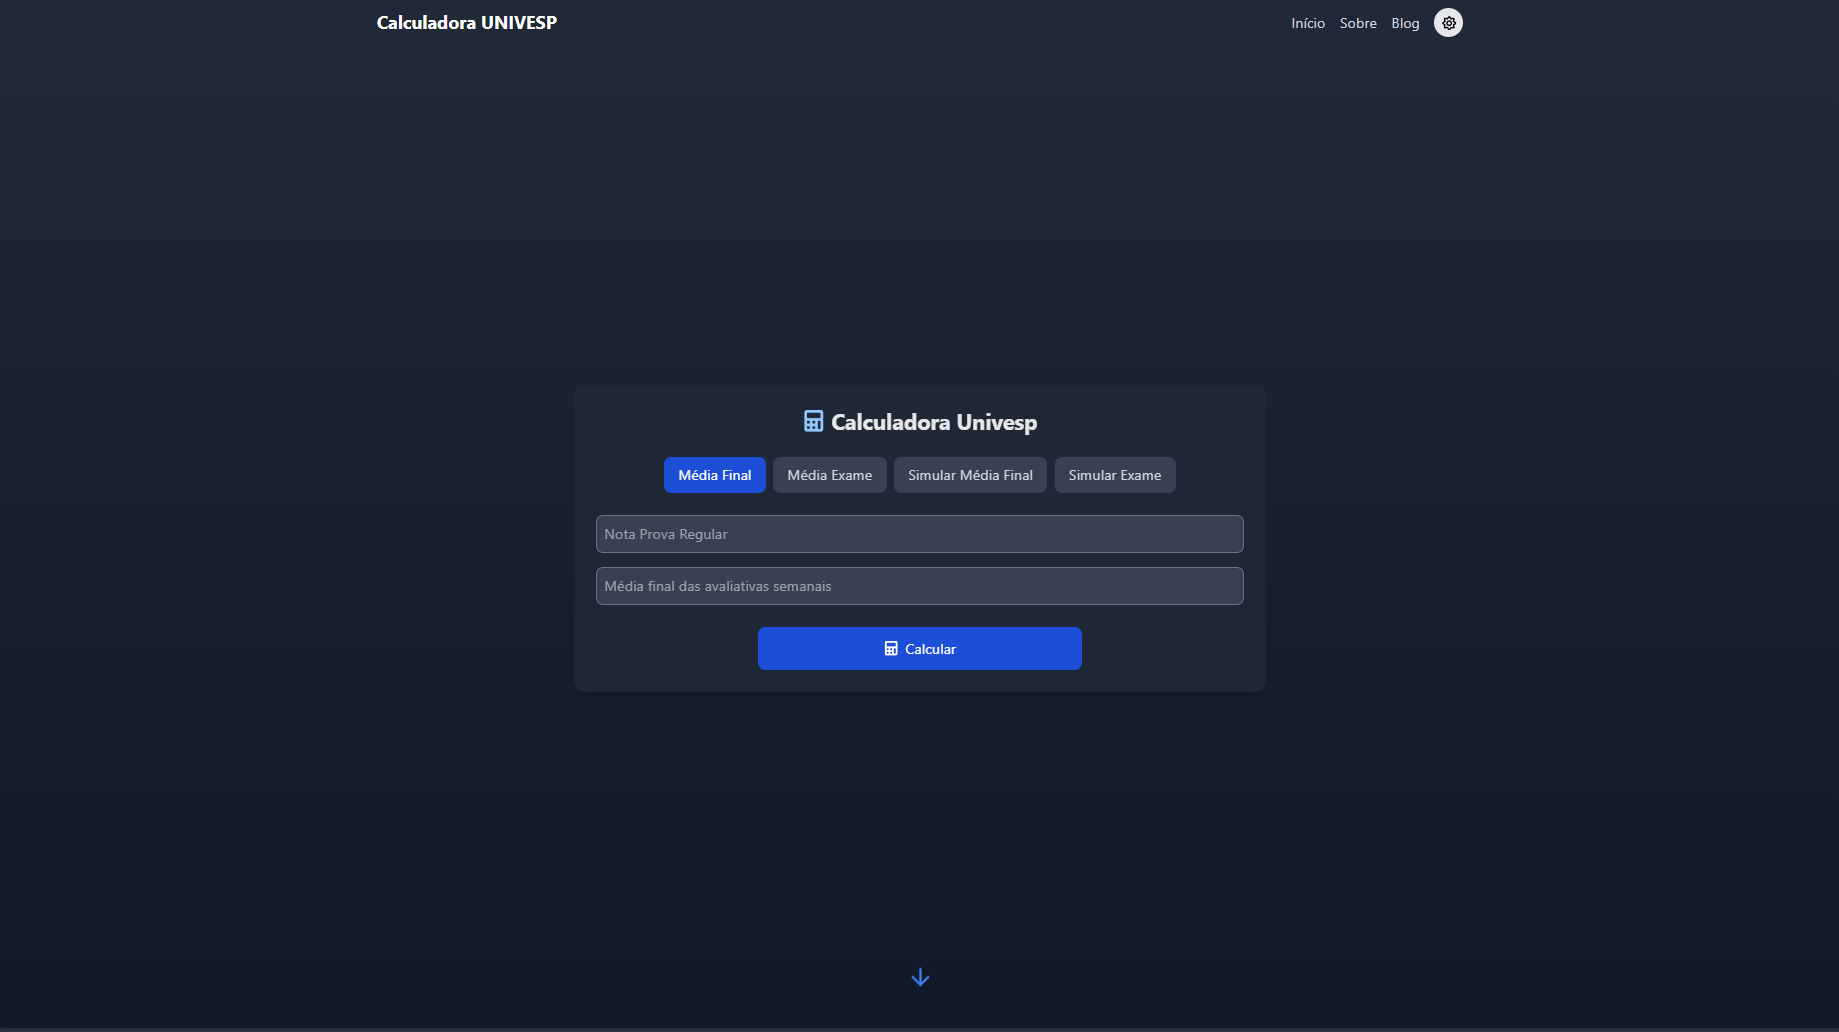 Calculadora UNIVESP
Início Sobre Blog
Calculadora Univesp
Média Final Média Exame Simular Média Final Simular Exame
Nota Prova Regular
Média final das avaliativas semanais
Calcular